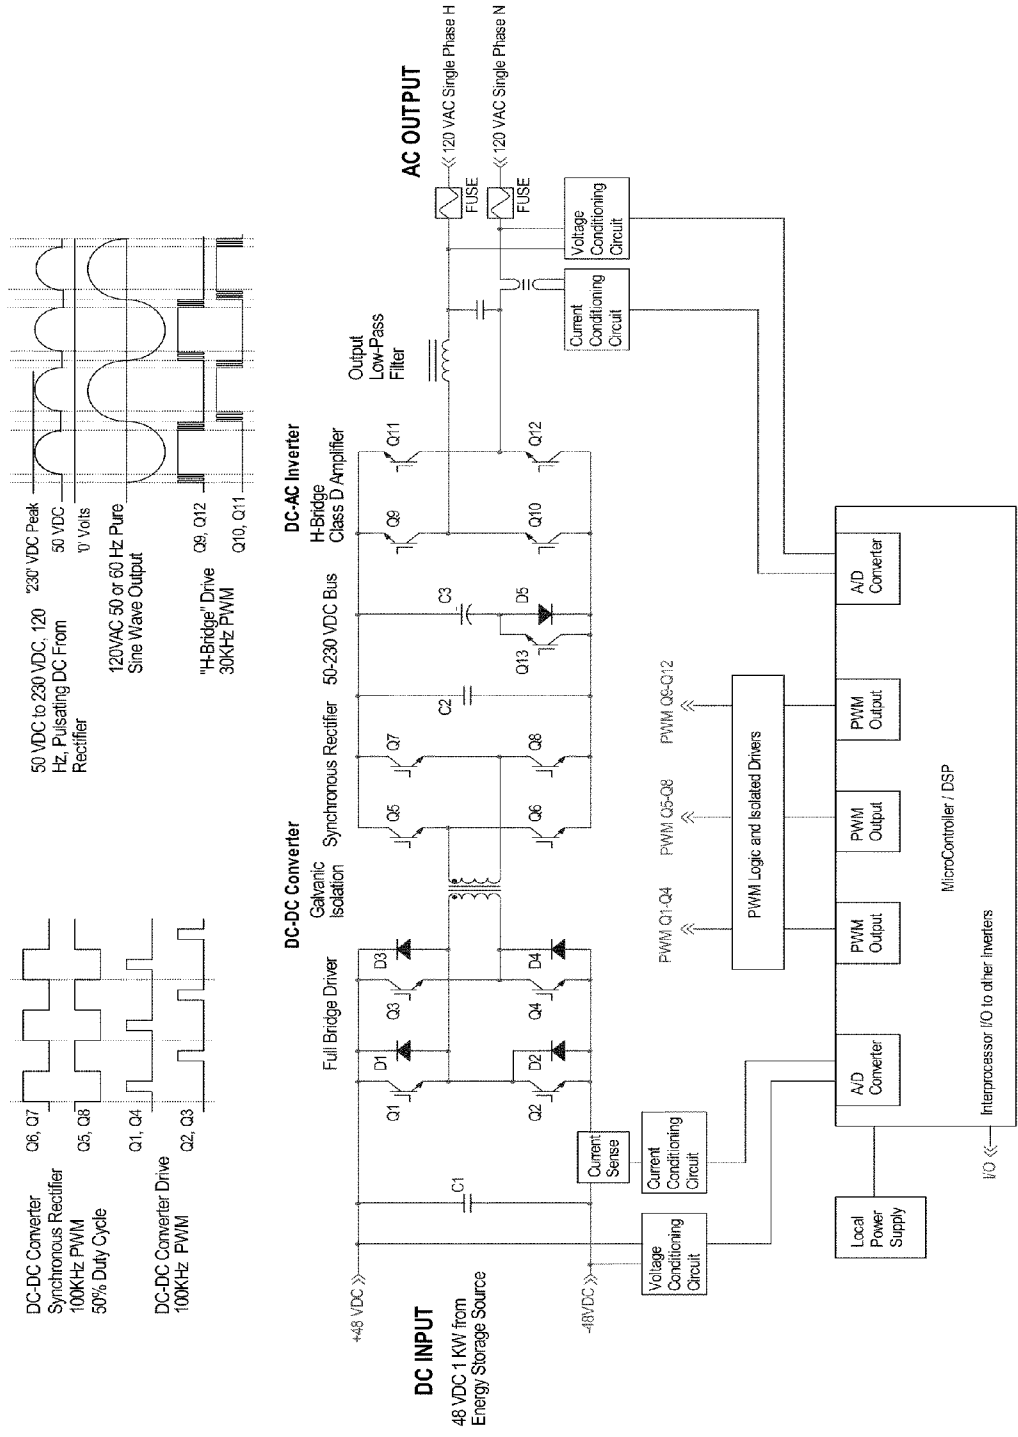 DC-DC Converter
Synchronous Rectifier
100KHz PWM
50% Duty Cycle
Q6, Q7
Q5, Q8
DC-DC Converter Drive
100KHz PWM
Q1, Q4
Q2, Q3
50 VDC to 230 VDC, 120
Hz, Pulsating DC From
Rectifier
'230' VDC Peak
50 VDC
'0' Volts
120VAC 50 or 60 Hz Pure
Sine Wave Output
"H-Bridge" Drive
30KHz PWM
Q9, Q12
Q10, Q11
DC-DC Converter
Galvanic
Isolation
Full Bridge Driver
Synchronous Rectifier
50-230 VDC Bus
DC-AC Inverter
H-Bridge
Class D Amplifier
Output
Low-Pass
Filter
AC OUTPUT
120 VAC Single Phase H
120 VAC Single Phase N
FUSE
FUSE
+48 VDC
DC INPUT
48 VDC 1 KW from
Energy Storage Source
-48VDC
C1
Q1
D1
Q3
D3
Q2
D2
Q4
D4
Q5
Q7
Q6
Q8
C2
C3
Q13
D5
Q9
Q11
Q10
Q12
Current
Sense
Voltage
Conditioning
Circuit
Current
Conditioning
Circuit
Current
Conditioning
Circuit
Voltage
Conditioning
Circuit
PWM Q1-Q4
PWM Q5-Q8
PWM Q9-Q12
PWM Logic and Isolated Drivers
Local
Power
Supply
A/D
Converter
PWM
Output
PWM
Output
PWM
Output
A/D
Converter
MicroController / DSP
I/O
Interprocessor I/O to other Inverters